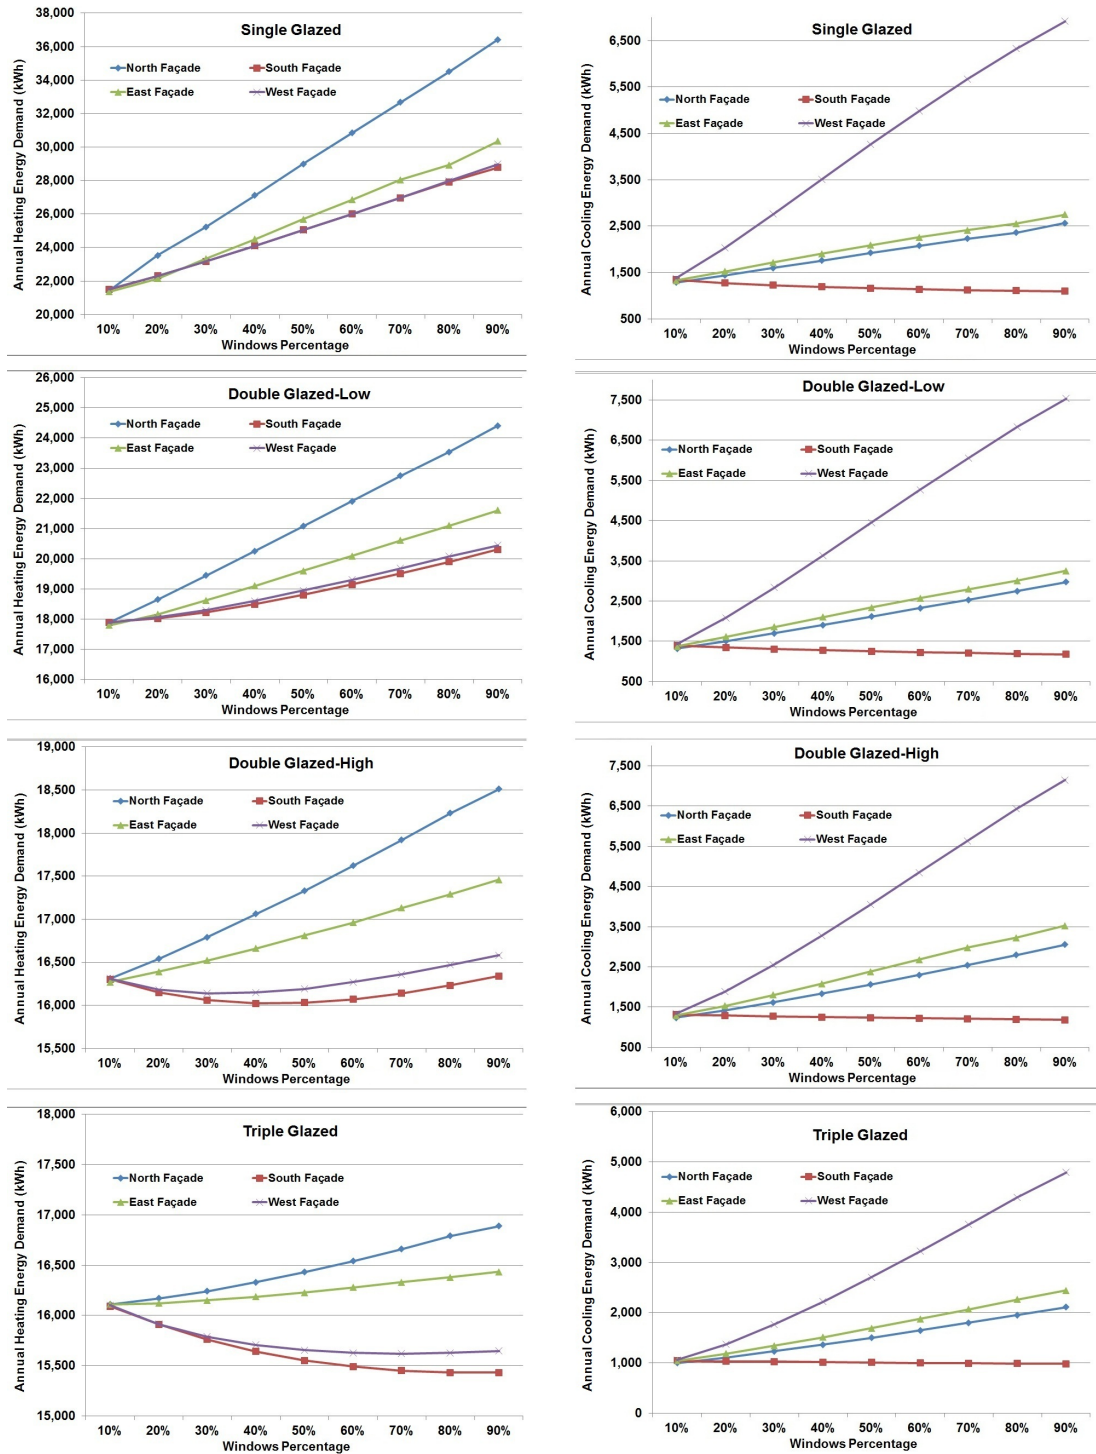 Single Glazed
Annual Heating Energy Demand (kWh)
38,000
36,000
34,000
32,000
30,000
28,000
26,000
24,000
22,000
20,000
North Façade South Façade
East Façade West Façade
10% 20% 30% 40% 50% 60% 70% 80% 90%
Windows Percentage
Single Glazed
Annual Cooling Energy Demand (kWh)
6,500
5,500
4,500
3,500
2,500
1,500
500
North Façade South Façade
East Façade West Façade
10% 20% 30% 40% 50% 60% 70% 80% 90%
Windows Percentage
Double Glazed-Low
Annual Heating Energy Demand (kWh)
26,000
25,000
24,000
23,000
22,000
21,000
20,000
19,000
18,000
17,000
16,000
North Façade South Façade
East Façade West Façade
10% 20% 30% 40% 50% 60% 70% 80% 90%
Windows Percentage
Double Glazed-Low
Annual Cooling Energy Demand (kWh)
7,500
6,500
5,500
4,500
3,500
2,500
1,500
500
North Façade South Façade
East Façade West Façade
10% 20% 30% 40% 50% 60% 70% 80% 90%
Windows Percentage
Double Glazed-High
Annual Heating Energy Demand (kWh)
19,000
18,500
18,000
17,500
17,000
16,500
16,000
15,500
North Façade South Façade
East Façade West Façade
10% 20% 30% 40% 50% 60% 70% 80% 90%
Windows Percentage
Double Glazed-High
Annual Cooling Energy Demand (kWh)
7,500
6,500
5,500
4,500
3,500
2,500
1,500
500
North Façade South Façade
East Façade West Façade
10% 20% 30% 40% 50% 60% 70% 80% 90%
Windows Percentage
Triple Glazed
Annual Heating Energy Demand (kWh)
18,000
17,500
17,000
16,500
16,000
15,500
15,000
North Façade South Façade
East Façade West Façade
10% 20% 30% 40% 50% 60% 70% 80% 90%
Windows Percentage
Triple Glazed
Annual Cooling Energy Demand (kWh)
6,000
5,000
4,000
3,000
2,000
1,000
0
North Façade South Façade
East Façade West Façade
10% 20% 30% 40% 50% 60% 70% 80% 90%
Windows Percentage